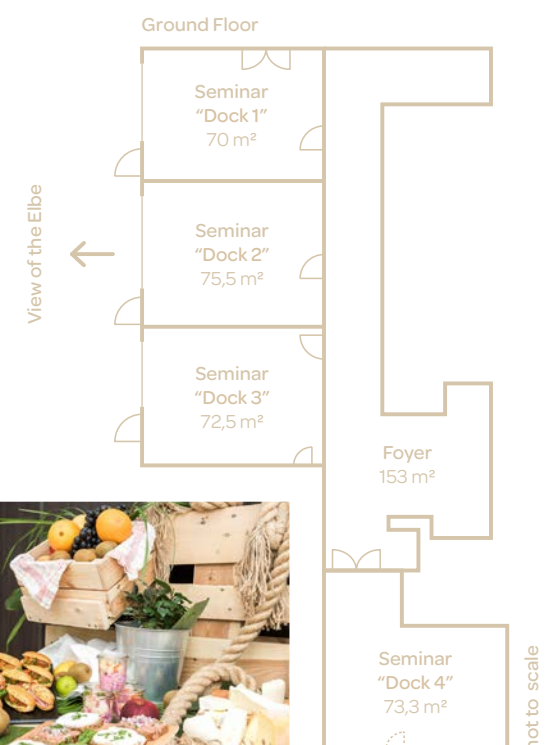 Ground Floor
Seminar
“Dock 1”
70 m²
View of the Elbe
Seminar
“Dock 2”
75,5 m²
Seminar
“Dock 3”
72,5 m²
Foyer
153 m²
Seminar
“Dock 4”
73,3 m²
not to scale